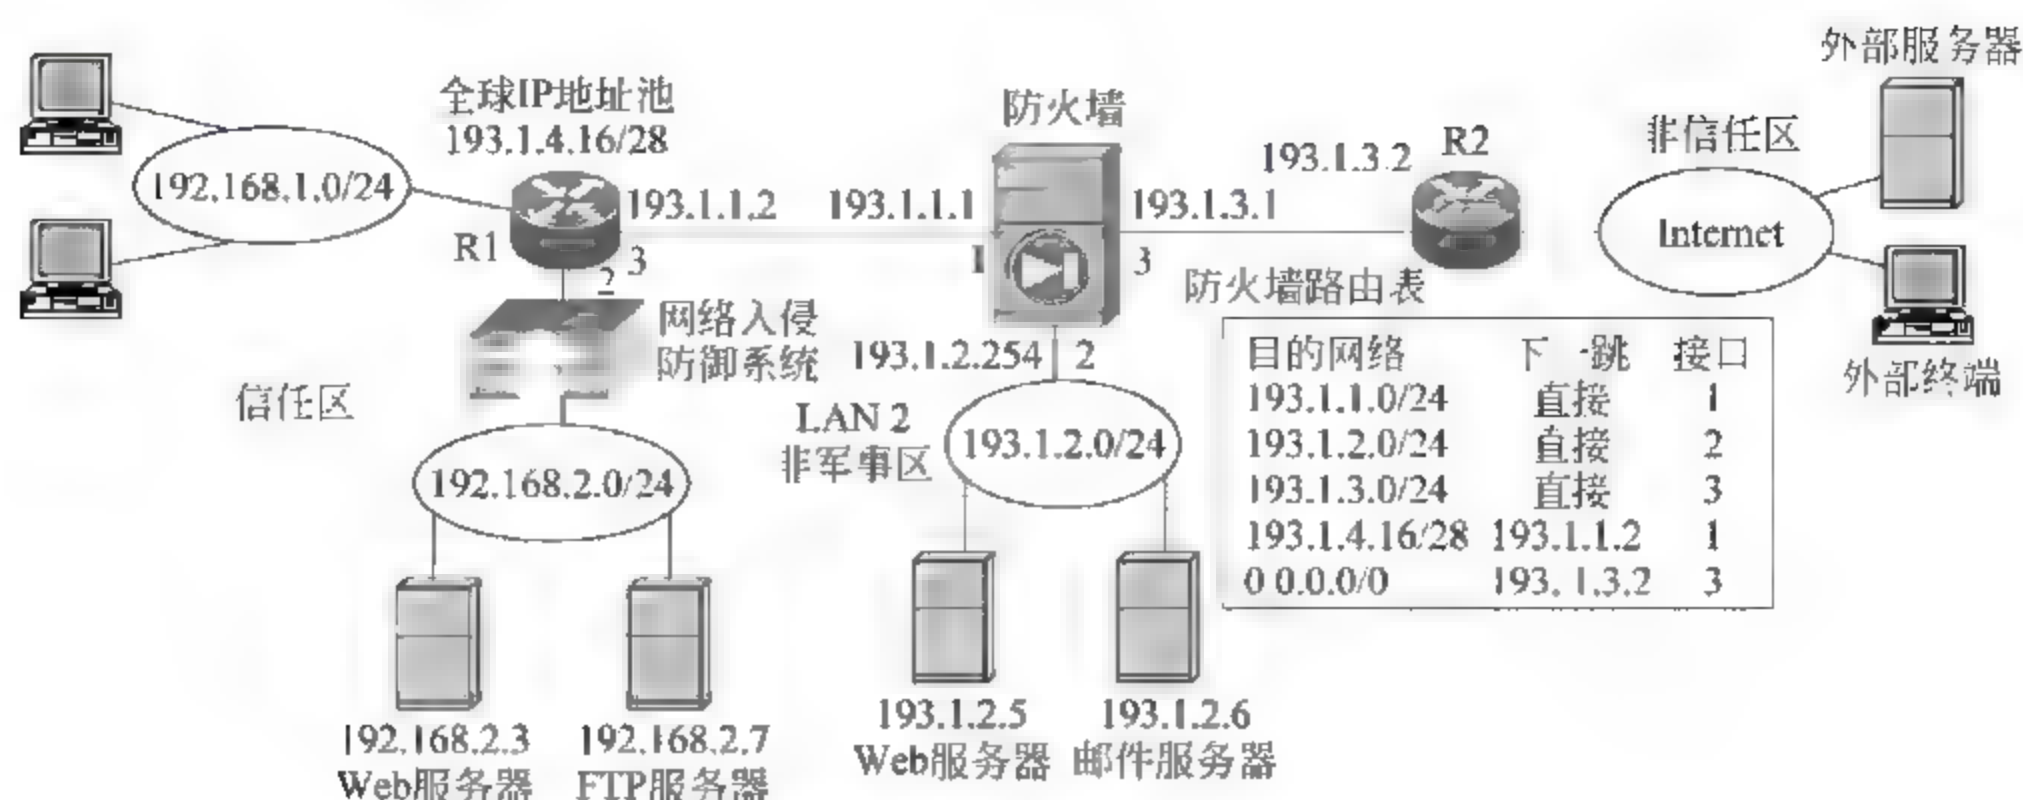 外部服务器
全球IP地址池
193.1.4.16/28
防火墙
193.1.3.2
R2
非信任区
192.168.1.0/24
193.1.1.2
193.1.1.1
193.1.3.1
Internet
R1
3
1
3
2
网络入侵
防御系统
防火墙路由表
193.1.2.254
2
目的网络 下一跳 接口
193.1.1.0/24 直接 1
193.1.2.0/24 直接 2
193.1.3.0/24 直接 3
193.1.4.16/28 193.1.1.2 1
0 0.0.0/0 193. 1.3.2 3
外部终端
信任区
LAN 2
非军事区
193.1.2.0/24
192.168.2.0/24
192.168.2.3
Web服务器
192.168.2.7
FTP服务器
193.1.2.5
Web服务器
193.1.2.6
邮件服务器